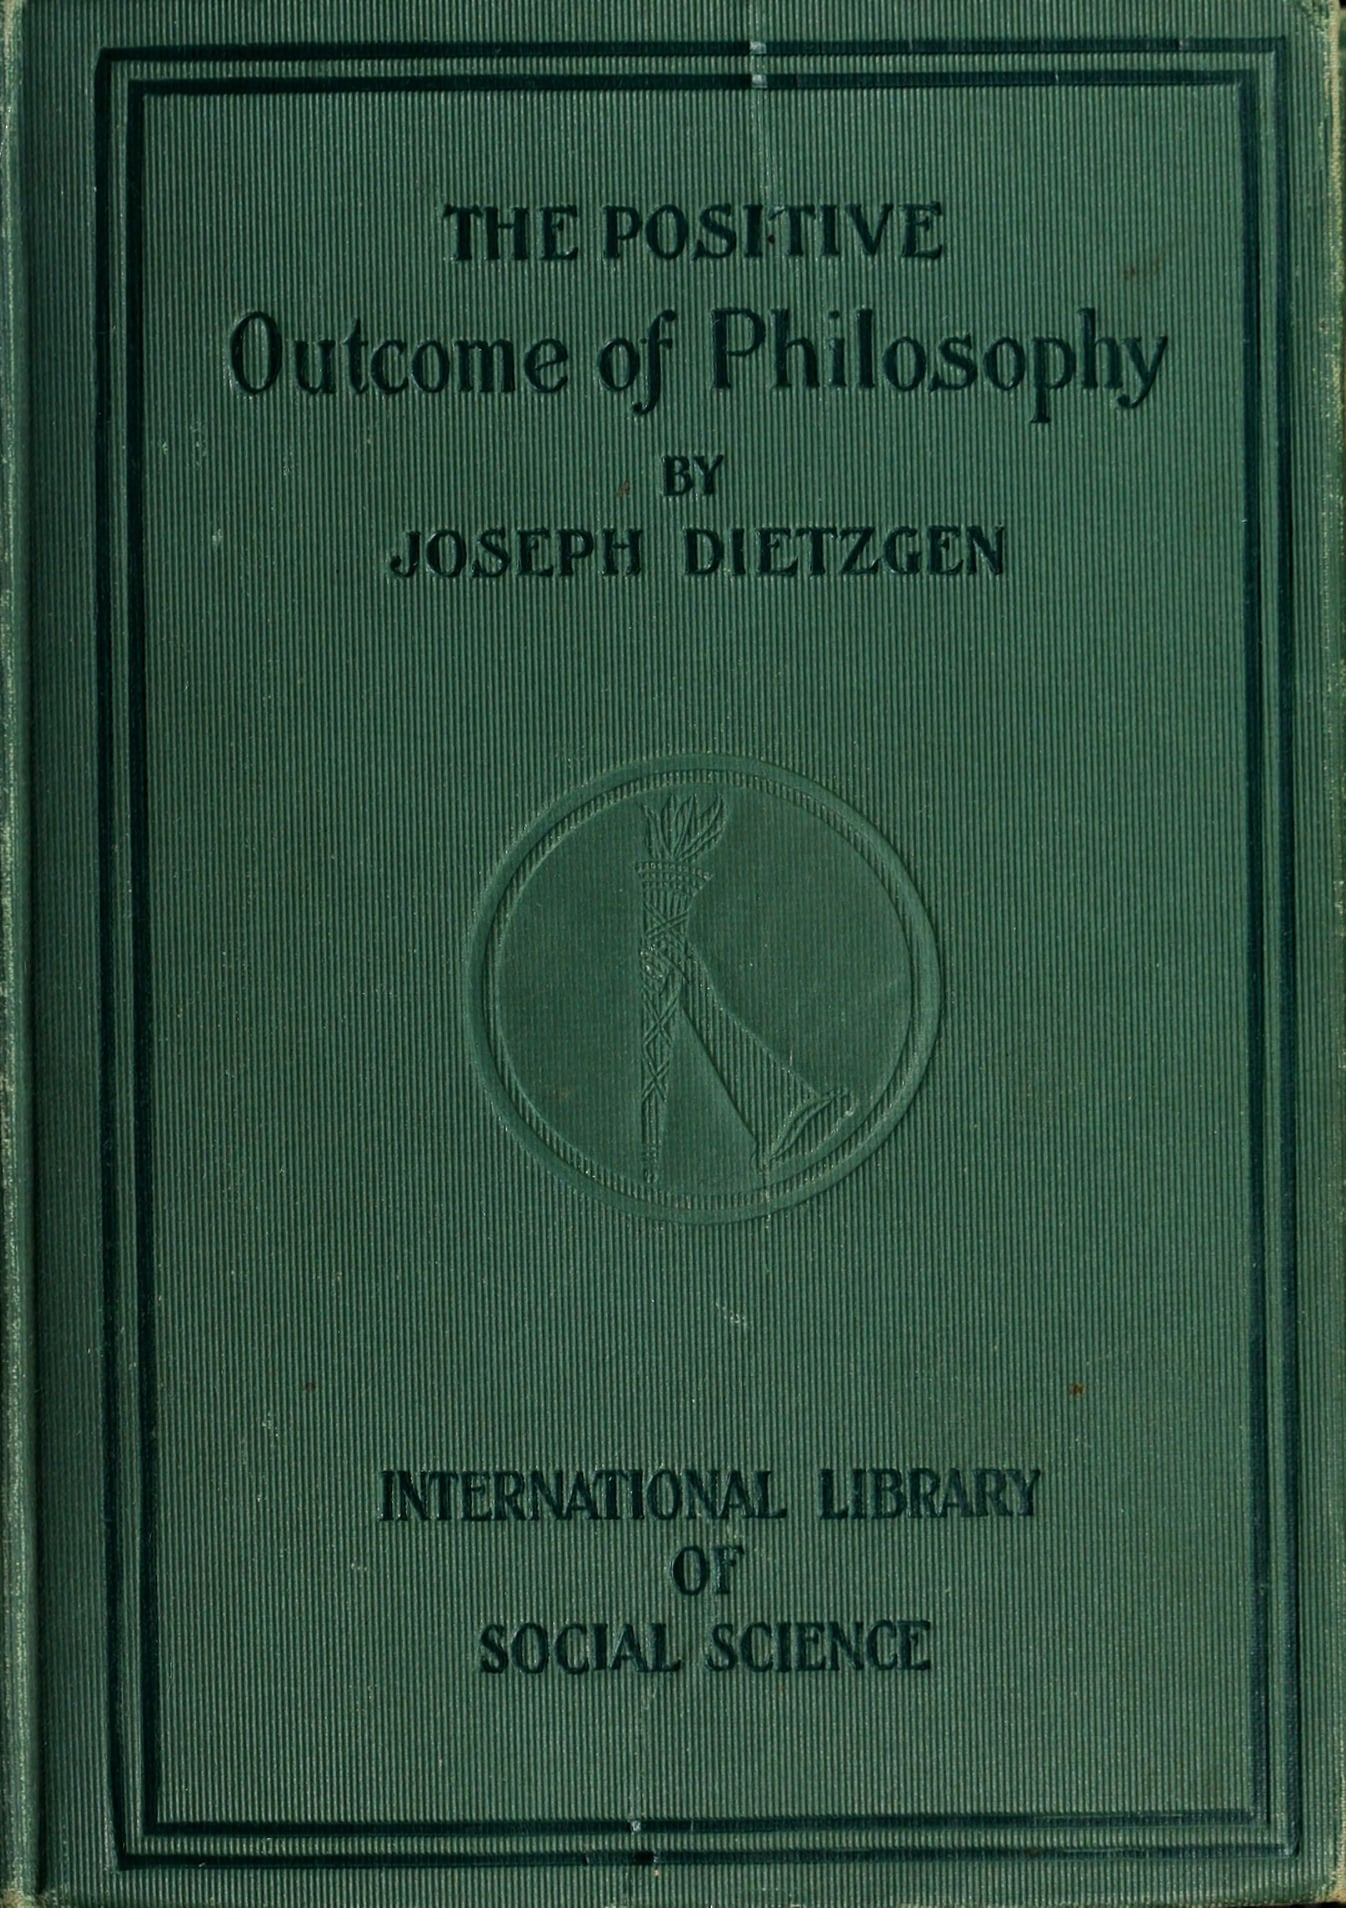 THE POSITIVE
Outcome of Philosophy
BY
JOSEPH DIETZGEN
INTERNATIONAL LIBRARY
OF
SOCIAL SCIENCE